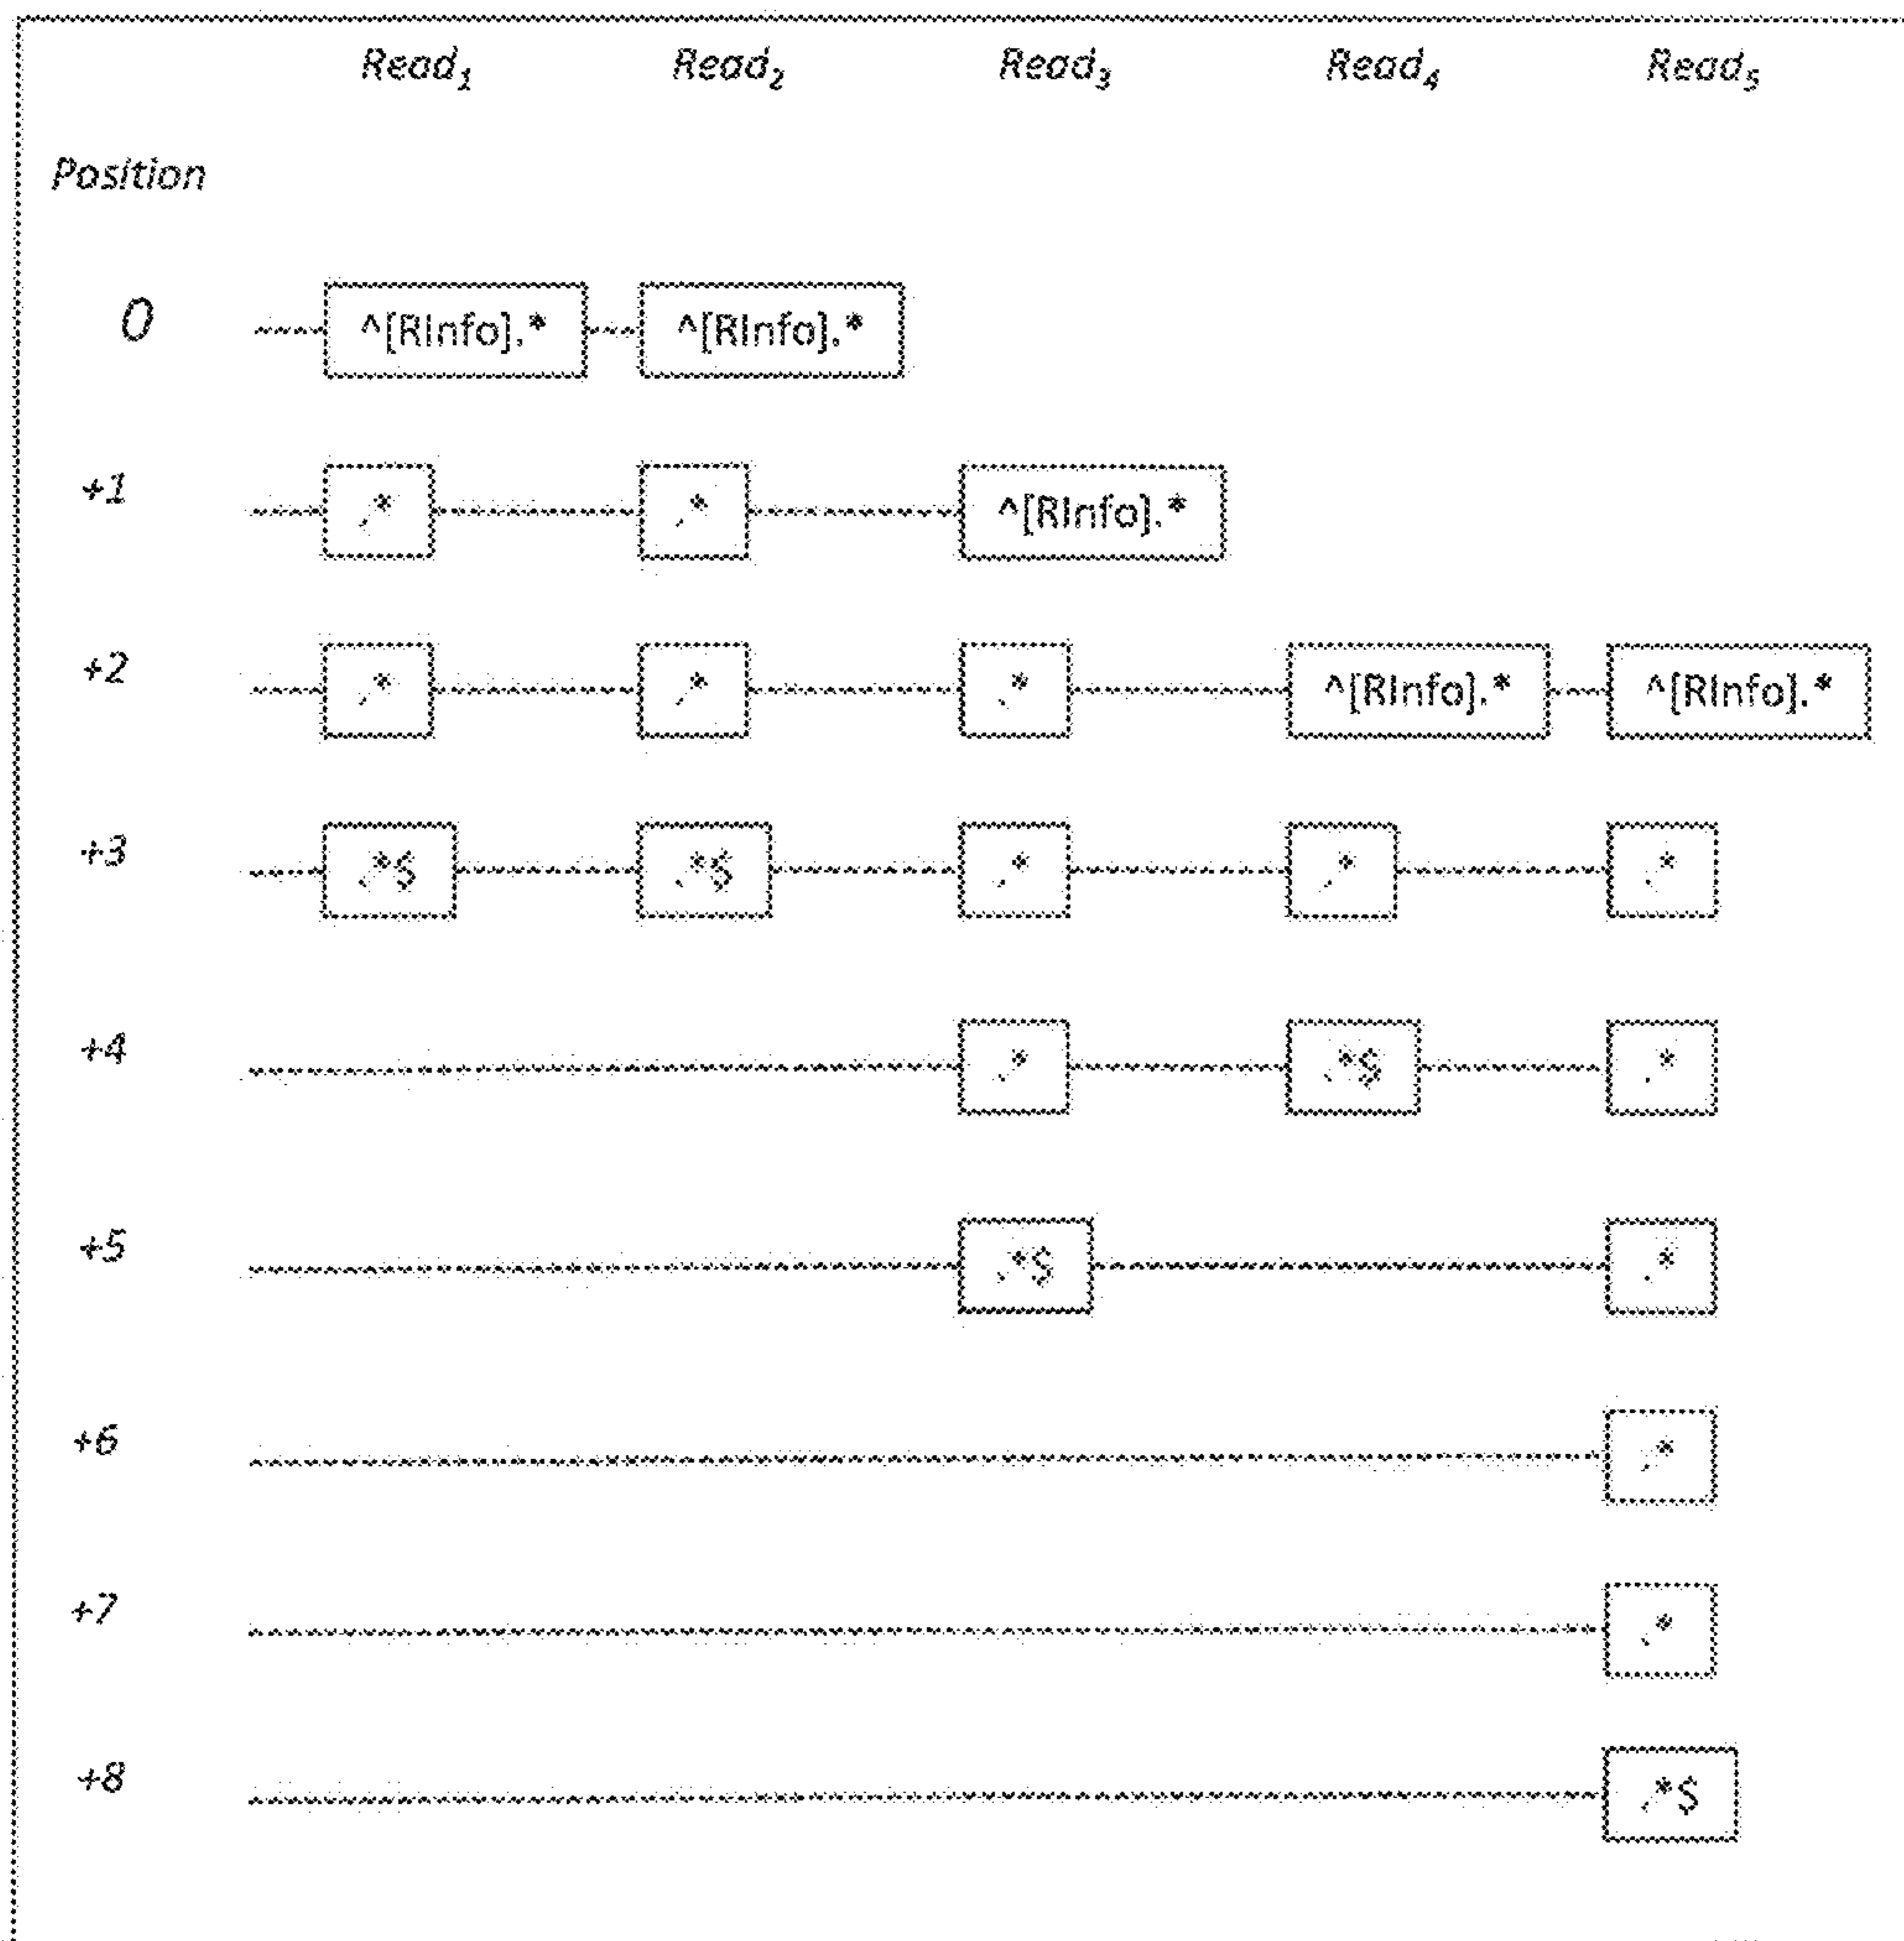 Read₁ Read₂ Read₃ Read₄ Read₅
Position
0 ^[RInfo].* ^[RInfo].*
+1 .* .* ^[RInfo].*
+2 .* .* .* ^[RInfo].* ^[RInfo].*
+3 .*$ .*$ .* .* .*
+4 .* .*$ .*
+5 .*$ .*
+6 .*
+7 .*
+8 .*$